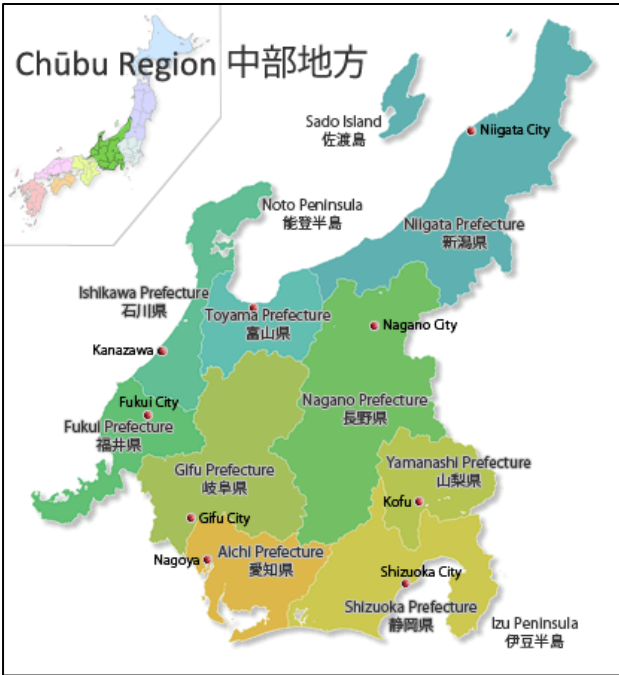 Chūbu Region 中部地方
Sado Island
佐渡島
Niigata City
Noto Peninsula
能登半島
Niigata Prefecture
新潟県
Ishikawa Prefecture
石川県
Toyama Prefecture
富山県
Nagano City
Kanazawa
Fukui City
Nagano Prefecture
長野県
Fukui Prefecture
福井県
Gifu Prefecture
岐阜県
Yamanashi Prefecture
山梨県
Kofu
Gifu City
Nagoya
Aichi Prefecture
愛知県
Shizuoka City
Shizuoka Prefecture
静岡県
Izu Peninsula
伊豆半島